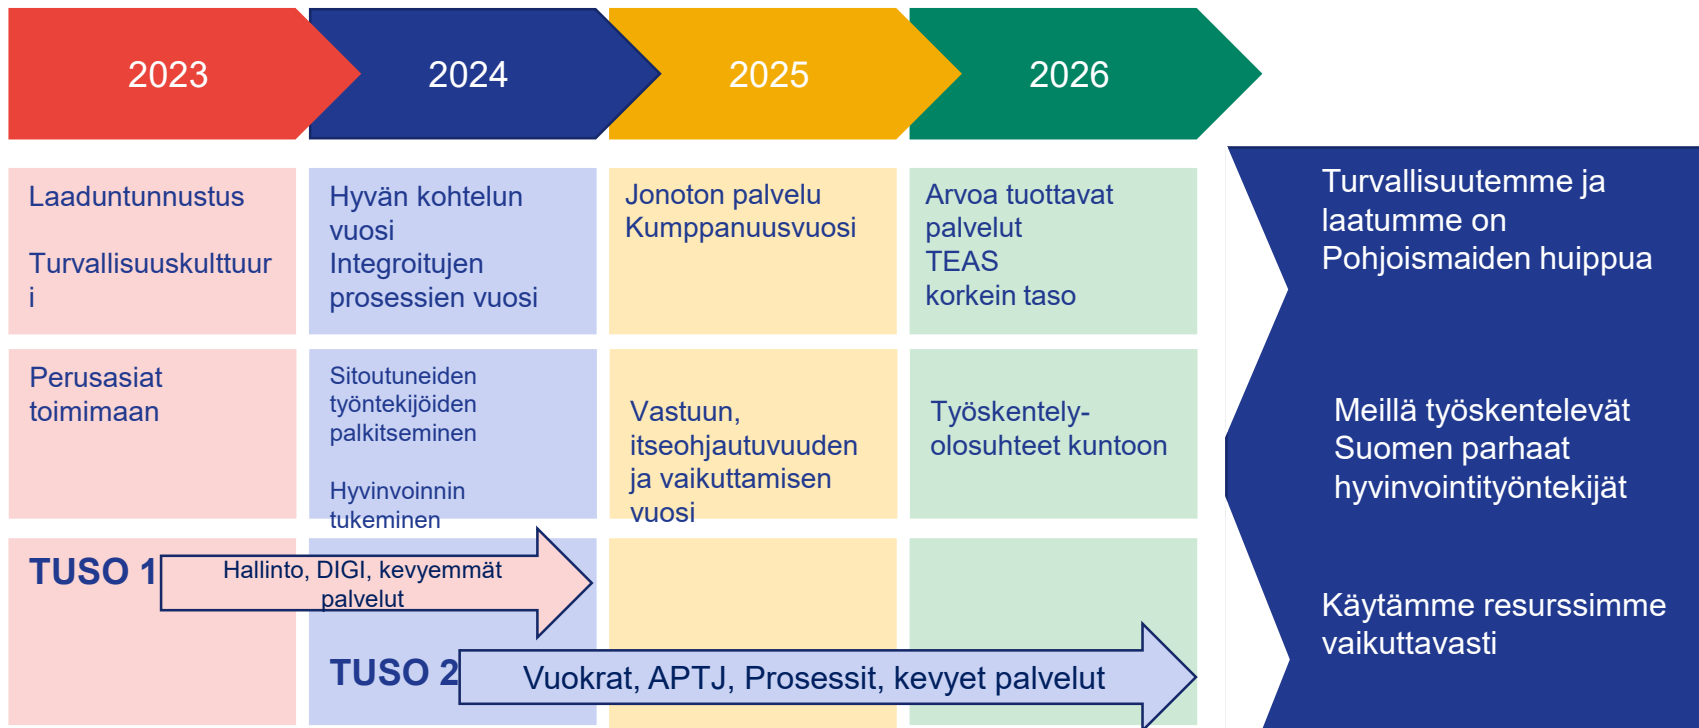 2023
2024
2025
2026
Laaduntunnustus
Turvallisuuskulttuur
i
Hyvän kohtelun
vuosi
Integroitujen
prosessien vuosi
Jonoton palvelu
Kumppanuusvuosi
Arvoa tuottavat
palvelut
TEAS
korkein taso
Turvallisuutemme ja
laatumme on
Pohjoismaiden huippua
Perusasiat
toimimaan
Sitoutuneiden
työntekijöiden
palkitseminen
Hyvinvoinnin
tukeminen
Vastuun,
itseohjautuvuuden
ja vaikuttamisen
vuosi
Työskentely-
olosuhteet kuntoon
Meillä työskentelevät
Suomen parhaat
hyvinvointityöntekijät
TUSO 1
Hallinto, DIGI, kevyemmät
palvelut
TUSO 2
Vuokrat, APTJ, Prosessit, kevyet palvelut
Käytämme resurssimme
vaikuttavasti